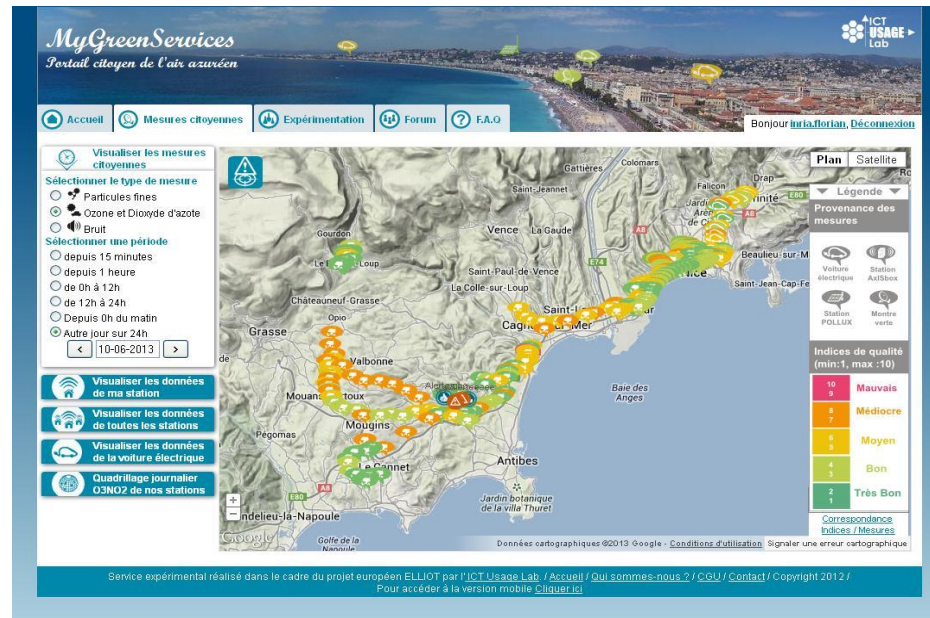 MyGreenServices
Portail citoyen de l'air azuréen
ICT
USAGE
Lab
Accueil
Mesures citoyennes
Expérimentation
Forum
F.A.Q
Bonjour inria.florian, Déconnexion
Visualiser les mesures
citoyennes
Sélectionner le type de mesure
Particules fines
Ozone et Dioxyde d'azote
Bruit
Sélectionner une période
depuis 15 minutes
depuis 1 heure
de 0h à 12h
de 12h à 24h
Depuis 0h du matin
Autre jour sur 24h
< 10-06-2013 >
Visualiser les données
de ma station
Visualiser les données
de toutes les stations
Visualiser les données
de la voiture électrique
Quadrillage journalier
O3NO2 de nos stations
Plan Satellite
Gattières
Colomars
Saint-Jeannet
Falicon
Drap
E80
A8
Gourdon
Vence
La Gaude
AB
Beaulieu-sur-M
E74
Saint-Paul-de-Vence
Saint-Jean-Cap-Fe
La Colle-sur-Loup
Châteauneuf-Grasse
Opio
Grasse
Valbonne
Baie des
Anges
Mougins
Pégomas
Le Cannet
Antibes
E80
A8
Jardin botanique
de la villa Thuret
ndelieu-la-Napoule
Golfe de la
Napoule
+
−
Google
Données cartographiques ©2013 Google - Conditions d'utilisation
Signaler une erreur cartographique
Légende
Provenance des
mesures
Voiture
électrique
Station
AxISbox
Station
POLLUX
Montre
verte
Indices de qualité
(min:1, max :10)
10
9
Mauvais
8
7
Médiocre
6
5
Moyen
4
3
Bon
2
1
Très Bon
Correspondance
Indices / Mesures
Service expérimental réalisé dans le cadre du projet européen ELLIOT par l'ICT Usage Lab. / Accueil / Qui sommes-nous ? / CGU / Contact / Copyright 2012 /
Pour accéder à la version mobile Cliquer ici